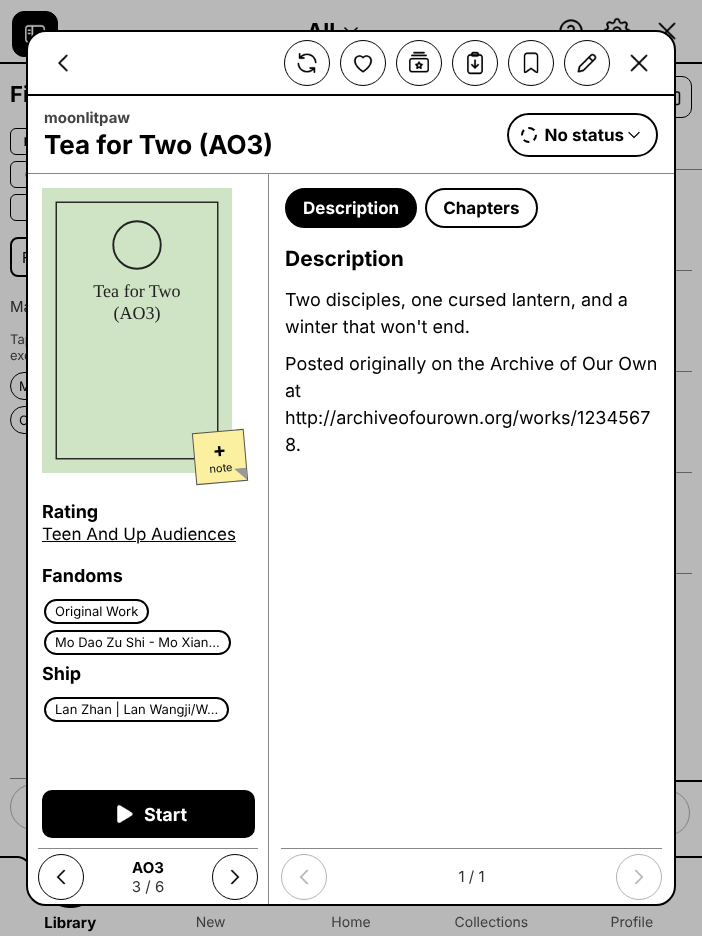 moonlitpaw
Tea for Two (AO3)
No status
Tea for Two
(AO3)
+
note
Rating
Teen And Up Audiences
Fandoms
Original Work
Mo Dao Zu Shi - Mo Xian...
Ship
Lan Zhan | Lan Wangji/W...
Start
AO3
3 / 6
Description
Chapters
Description
Two disciples, one cursed lantern, and a
winter that won't end.
Posted originally on the Archive of Our Own
at
http://archiveofourown.org/works/1234567
8.
1 / 1
Library
New
Home
Collections
Profile